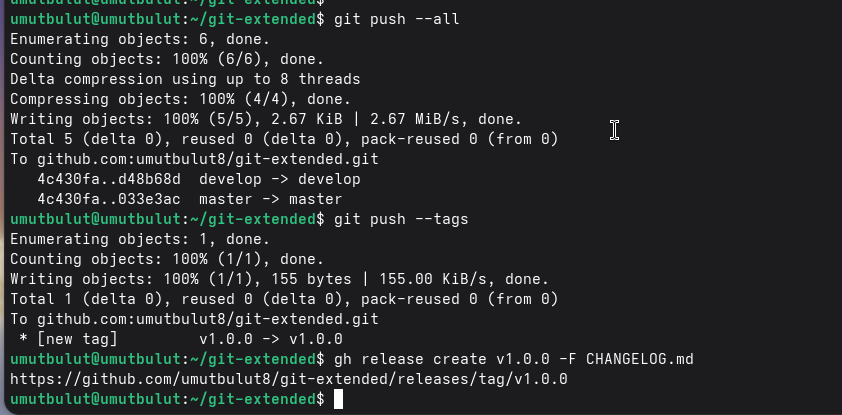 umutbulut@umutbulut:~/git-extended$
umutbulut@umutbulut:~/git-extended$ git push --all
Enumerating objects: 6, done.
Counting objects: 100% (6/6), done.
Delta compression using up to 8 threads
Compressing objects: 100% (4/4), done.
Writing objects: 100% (5/5), 2.67 KiB | 2.67 MiB/s, done.
Total 5 (delta 0), reused 0 (delta 0), pack-reused 0 (from 0)
To github.com:umutbulut8/git-extended.git
   4c430fa..d48b68d  develop -> develop
   4c430fa..033e3ac  master -> master
umutbulut@umutbulut:~/git-extended$ git push --tags
Enumerating objects: 1, done.
Counting objects: 100% (1/1), done.
Writing objects: 100% (1/1), 155 bytes | 155.00 KiB/s, done.
Total 1 (delta 0), reused 0 (delta 0), pack-reused 0 (from 0)
To github.com:umutbulut8/git-extended.git
 * [new tag]         v1.0.0 -> v1.0.0
umutbulut@umutbulut:~/git-extended$ gh release create v1.0.0 -F CHANGELOG.md
https://github.com/umutbulut8/git-extended/releases/tag/v1.0.0
umutbulut@umutbulut:~/git-extended$